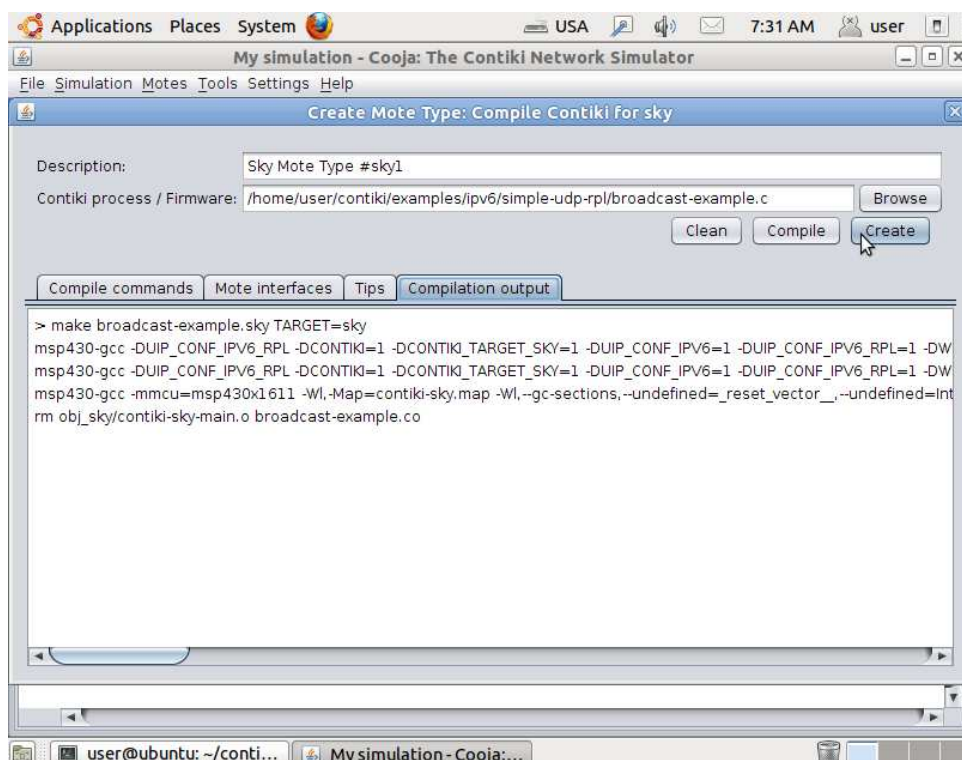 Applications Places System USA 7:31 AM user
My simulation - Cooja: The Contiki Network Simulator
File Simulation Motes Tools Settings Help
Create Mote Type: Compile Contiki for sky
Description: Sky Mote Type #sky1
Contiki process / Firmware: /home/user/contiki/examples/ipv6/simple-udp-rpl/broadcast-example.c Browse
Clean Compile Create
Compile commands Mote interfaces Tips Compilation output
> make broadcast-example.sky TARGET=sky
msp430-gcc -DUIP_CONF_IPV6_RPL -DCONTIKI=1 -DCONTIKI_TARGET_SKY=1 -DUIP_CONF_IPV6=1 -DUIP_CONF_IPV6_RPL=1 -DW
msp430-gcc -DUIP_CONF_IPV6_RPL -DCONTIKI=1 -DCONTIKI_TARGET_SKY=1 -DUIP_CONF_IPV6=1 -DUIP_CONF_IPV6_RPL=1 -DW
msp430-gcc -mmcu=msp430x1611 -Wl,-Map=contiki-sky.map -Wl,--gc-sections,--undefined=_reset_vector__,--undefined=Int
rm obj_sky/contiki-sky-main.o broadcast-example.co
user@ubuntu: ~/conti... My simulation - Cooja:...